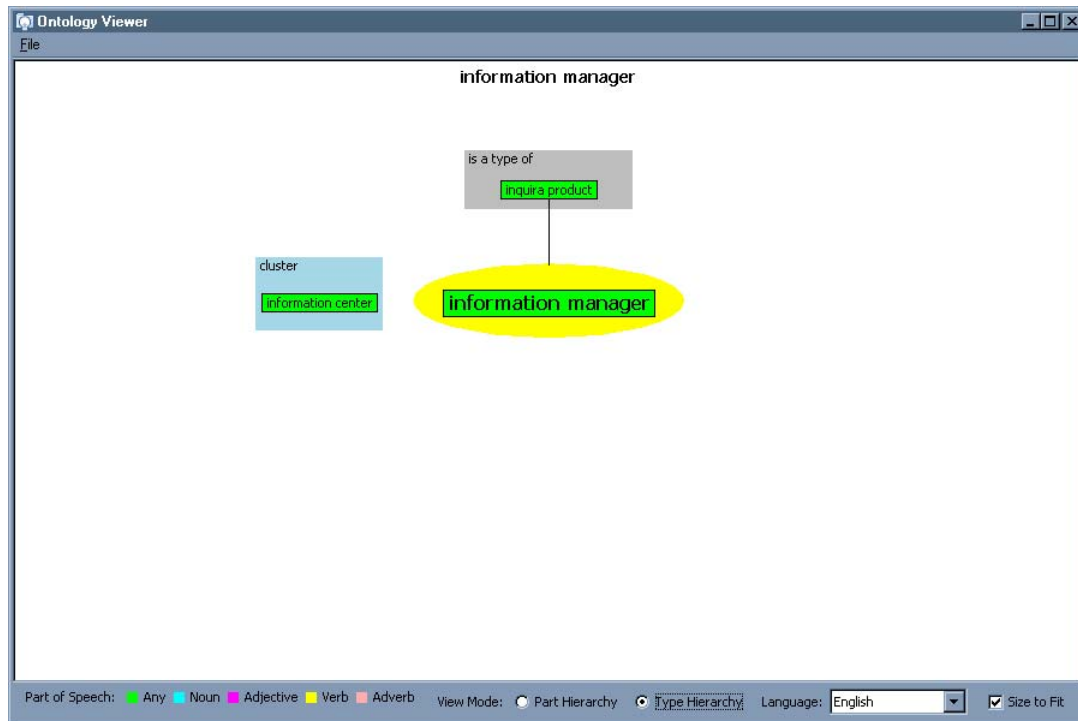 Ontology Viewer
File
information manager
is a type of
inquira product
cluster
information center
information manager
Part of Speech: Any Noun Adjective Verb Adverb View Mode: Part Hierarchy Type Hierarchy Language: English Size to Fit